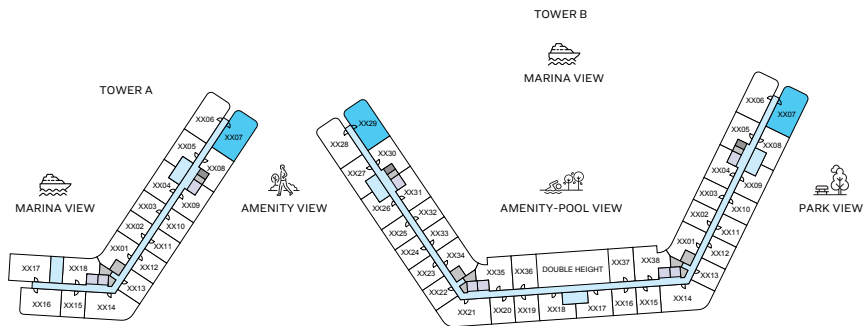 TOWER B
MARINA VIEW
TOWER A
MARINA VIEW
AMENITY VIEW
AMENITY-POOL VIEW
PARK VIEW
XX06
XX07
XX05
XX08
XX04
XX09
XX03
XX10
XX02
XX11
XX01
XX12
XX17
XX18
XX13
XX16
XX15
XX14
XX29
XX28
XX30
XX27
XX31
XX26
XX32
XX25
XX33
XX24
XX34
XX23
XX35
XX36
DOUBLE HEIGHT
XX37
XX38
XX22
XX21
XX20
XX19
XX18
XX17
XX16
XX15
XX14
XX06
XX07
XX05
XX08
XX04
XX09
XX03
XX10
XX02
XX11
XX01
XX12
XX13